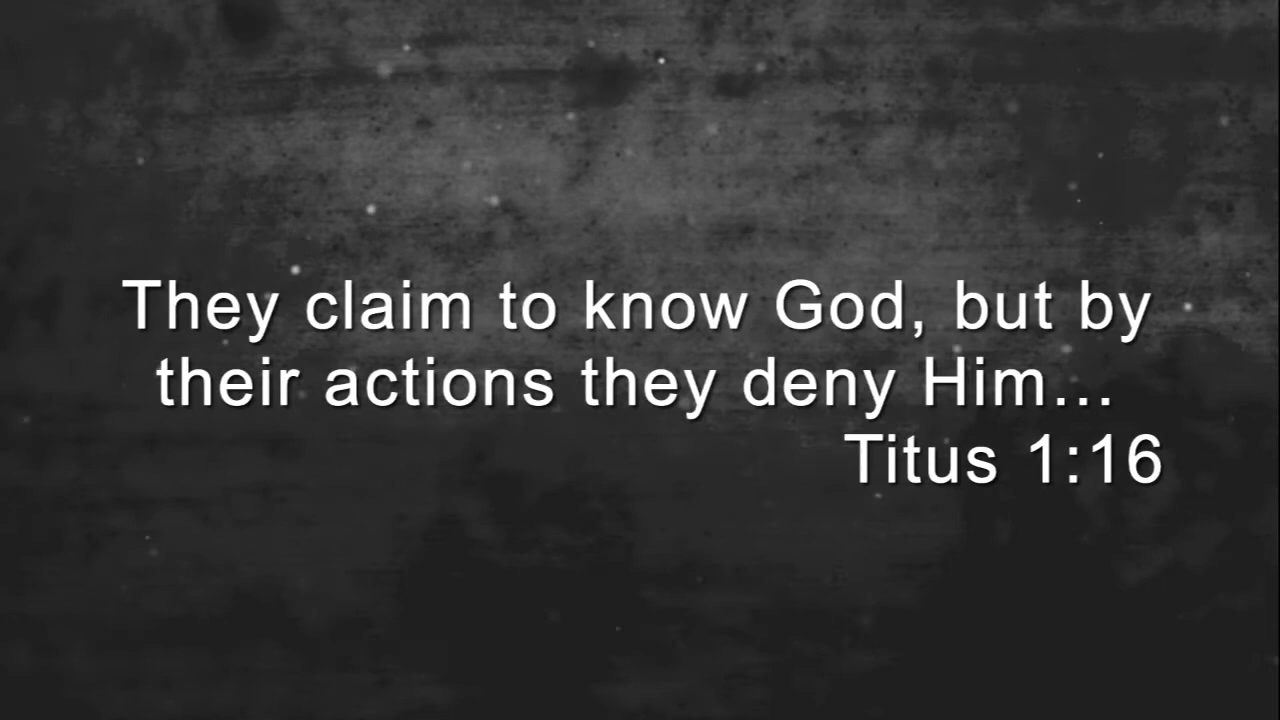 They claim to know God, but by
their actions they deny Him...
Titus 1:16